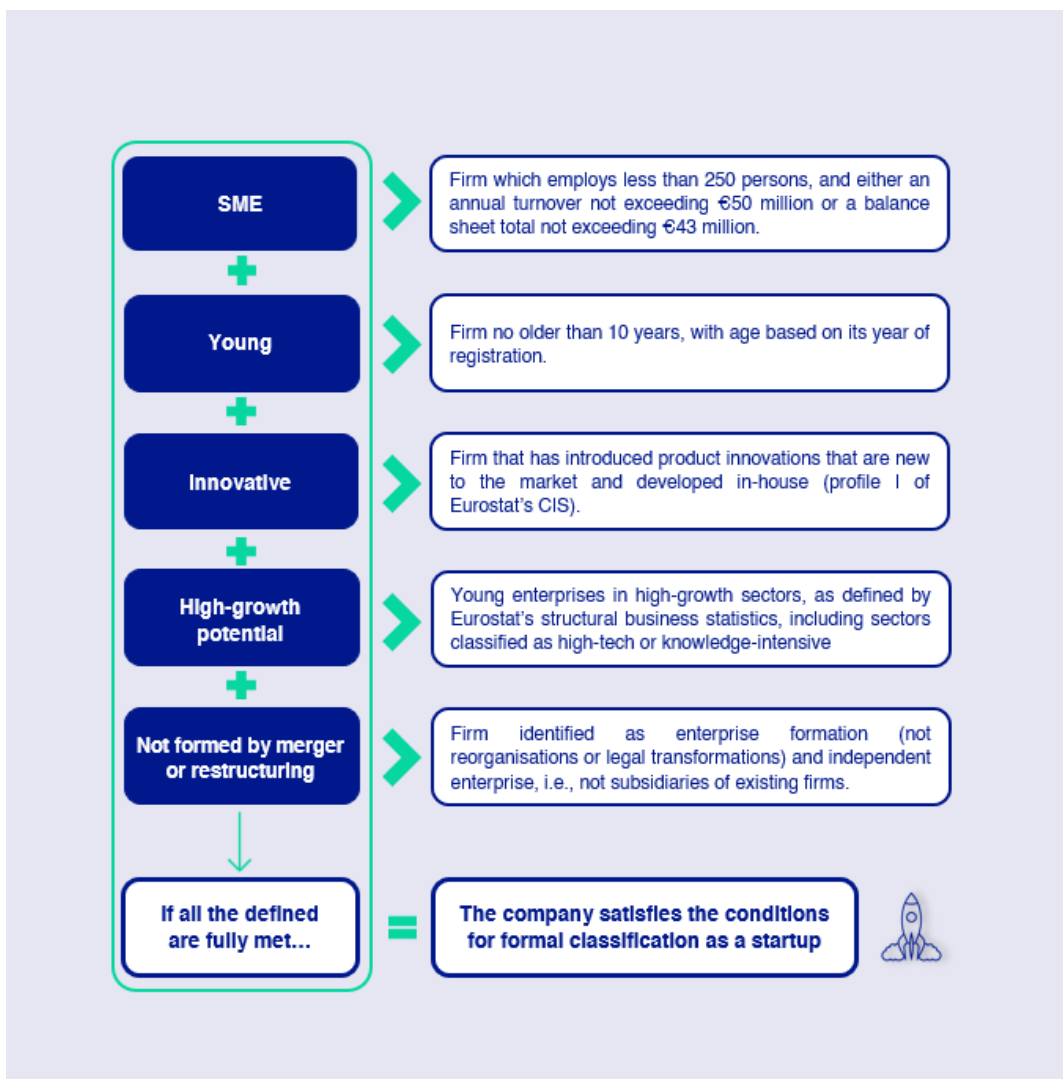 SME
Firm which employs less than 250 persons, and either an
annual turnover not exceeding €50 million or a balance
sheet total not exceeding €43 million.
Young
Firm no older than 10 years, with age based on its year of
registration.
Innovative
Firm that has introduced product innovations that are new
to the market and developed in-house (profile I of
Eurostat's CIS).
High-growth
potential
Young enterprises in high-growth sectors, as defined by
Eurostat's structural business statistics, including sectors
classified as high-tech or knowledge-intensive
Not formed by merger
or restructuring
Firm identified as enterprise formation (not
reorganisations or legal transformations) and independent
enterprise, i.e., not subsidiaries of existing firms.
If all the defined
are fully met...
The company satisfies the conditions
for formal classification as a startup